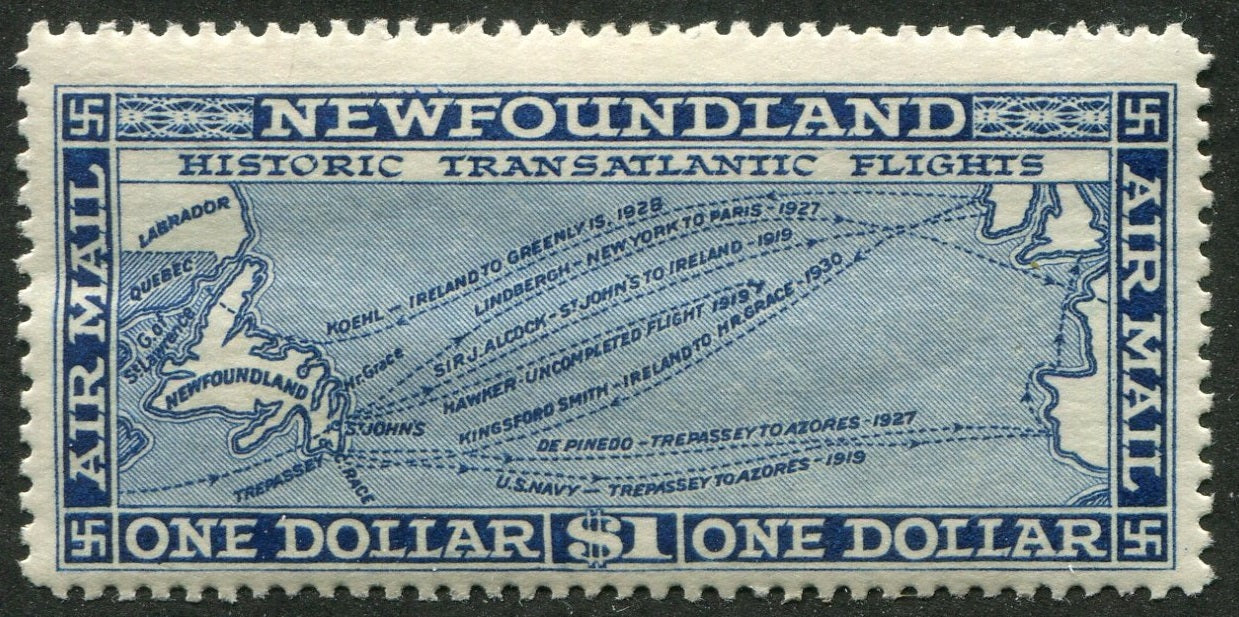 NEWFOUNDLAND
HISTORIC TRANSATLANTIC FLIGHTS
AIR MAIL
AIR MAIL
LABRADOR
QUEBEC
G. of
St Lawrence
NEWFOUNDLAND
KOEHL — IRELAND TO GREENLY IS. 1928
LINDBERGH - NEW YORK TO PARIS - 1927
SIR J. ALCOCK - ST JOHN'S TO IRELAND - 1919
HAWKER - UNCOMPLETED FLIGHT 1919
KINGSFORD SMITH - IRELAND TO HR. GRACE - 1930
Hr. Grace
ST JOHN'S
DE PINEDO - TREPASSEY TO AZORES - 1927
U.S. NAVY — TREPASSEY TO AZORES - 1919
TREPASSEY
C. RACE
ONE DOLLAR $1 ONE DOLLAR